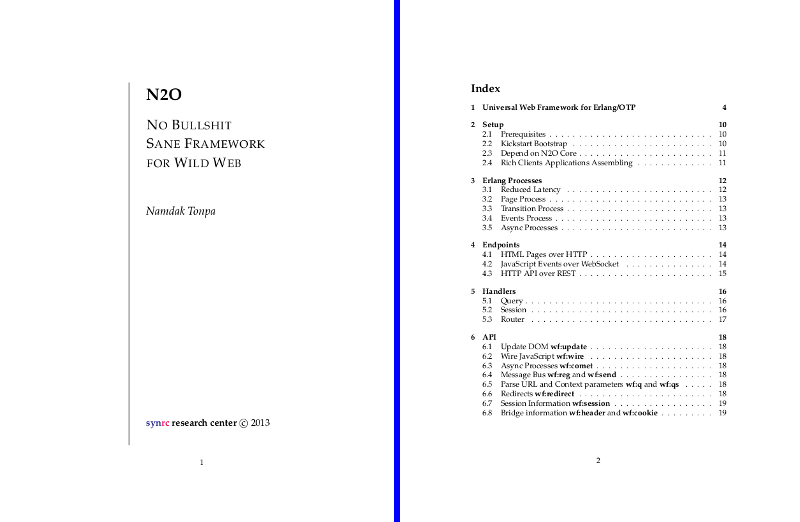 N2O
NO BULLSHIT
SANE FRAMEWORK
FOR WILD WEB
Namdak Tonpa
synrc research center © 2013
1
Index
1 Universal Web Framework for Erlang/OTP 4
2 Setup 10
2.1 Prerequisites . . . . . . . . . . . . . . . . . . . . . . . . . . . 10
2.2 Kickstart Bootstrap . . . . . . . . . . . . . . . . . . . . . . . . 10
2.3 Depend on N2O Core . . . . . . . . . . . . . . . . . . . . . . . 11
2.4 Rich Clients Applications Assembling . . . . . . . . . . . . 11
3 Erlang Processes 12
3.1 Reduced Latency . . . . . . . . . . . . . . . . . . . . . . . . 12
3.2 Page Process . . . . . . . . . . . . . . . . . . . . . . . . . . . 13
3.3 Transition Process . . . . . . . . . . . . . . . . . . . . . . . . . 13
3.4 Events Process . . . . . . . . . . . . . . . . . . . . . . . . . . 13
3.5 Async Processes . . . . . . . . . . . . . . . . . . . . . . . . . 13
4 Endpoints 14
4.1 HTML Pages over HTTP . . . . . . . . . . . . . . . . . . . . . 14
4.2 JavaScript Events over WebSocket . . . . . . . . . . . . . . 14
4.3 HTTP API over REST . . . . . . . . . . . . . . . . . . . . . . . 15
5 Handlers 16
5.1 Query . . . . . . . . . . . . . . . . . . . . . . . . . . . . . . 16
5.2 Session . . . . . . . . . . . . . . . . . . . . . . . . . . . . . 16
5.3 Router . . . . . . . . . . . . . . . . . . . . . . . . . . . . . 17
6 API 18
6.1 Update DOM wf:update . . . . . . . . . . . . . . . . . . . . . 18
6.2 Wire JavaScript wf:wire . . . . . . . . . . . . . . . . . . . . . 18
6.3 Async Processes wf:comet . . . . . . . . . . . . . . . . . . . . 18
6.4 Message Bus wf:reg and wf:send . . . . . . . . . . . . . . . . 18
6.5 Parse URL and Context parameters wf:q and wf:qs . . . . . 18
6.6 Redirects wf:redirect . . . . . . . . . . . . . . . . . . . . . . . 18
6.7 Session Information wf:session . . . . . . . . . . . . . . . . . 19
6.8 Bridge information wf:header and wf:cookie . . . . . . . . . 19
2